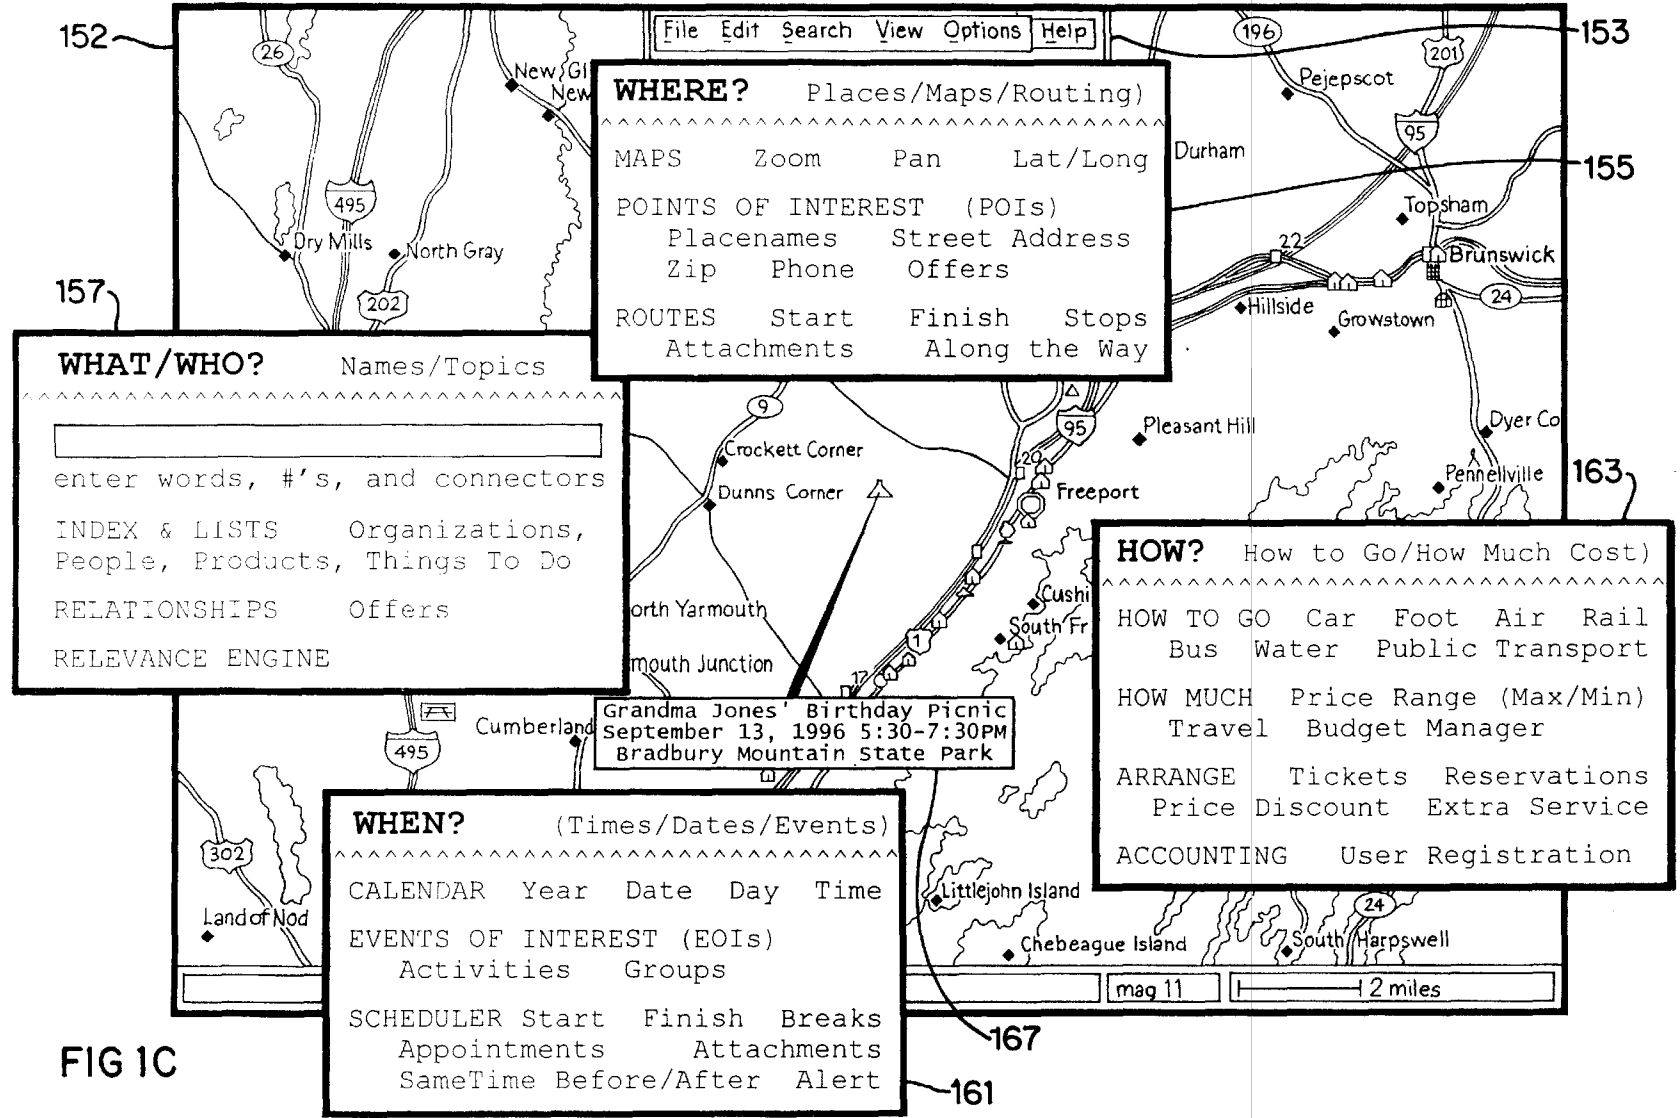 152
26
File Edit Search View Options Help
153
196
201
New Gl
New
Pejepscot
WHERE? Places/Maps/Routing)
^^^^^^^^^^^^^^^^^^^^^^^^^^^^^^^^
MAPS Zoom Pan Lat/Long
POINTS OF INTEREST (POIs)
Placenames Street Address
Zip Phone Offers
ROUTES Start Finish Stops
Attachments Along the Way
Durham
95
155
495
Topsham
Dry Mills
North Gray
22
Brunswick
202
24
Hillside
Growstown
157
WHAT/WHO? Names/Topics
^^^^^^^^^^^^^^^^^^^^^^^^^^^^^^^^
enter words, #'s, and connectors
INDEX & LISTS Organizations,
People, Products, Things To Do
RELATIONSHIPS Offers
RELEVANCE ENGINE
9
95
Pleasant Hill
Dyer Co
Crockett Corner
20
Pennellville
163
Dunns Corner
Freeport
HOW? How to Go/How Much Cost)
^^^^^^^^^^^^^^^^^^^^^^^^^^^^^^^^
HOW TO GO Car Foot Air Rail
Bus Water Public Transport
HOW MUCH Price Range (Max/Min)
Travel Budget Manager
ARRANGE Tickets Reservations
Price Discount Extra Service
ACCOUNTING User Registration
orth Yarmouth
Cushi
1
South Fr
mouth Junction
17
Cumberland
495
Grandma Jones' Birthday Picnic
September 13, 1996 5:30-7:30PM
Bradbury Mountain State Park
WHEN? (Times/Dates/Events)
^^^^^^^^^^^^^^^^^^^^^^^^^^^^^^^^
CALENDAR Year Date Day Time
EVENTS OF INTEREST (EOIs)
Activities Groups
SCHEDULER Start Finish Breaks
Appointments Attachments
SameTime Before/After Alert
302
Land of Nod
Littlejohn Island
24
Chebeague Island
South Harpswell
mag 11
2 miles
167
161
FIG 1C